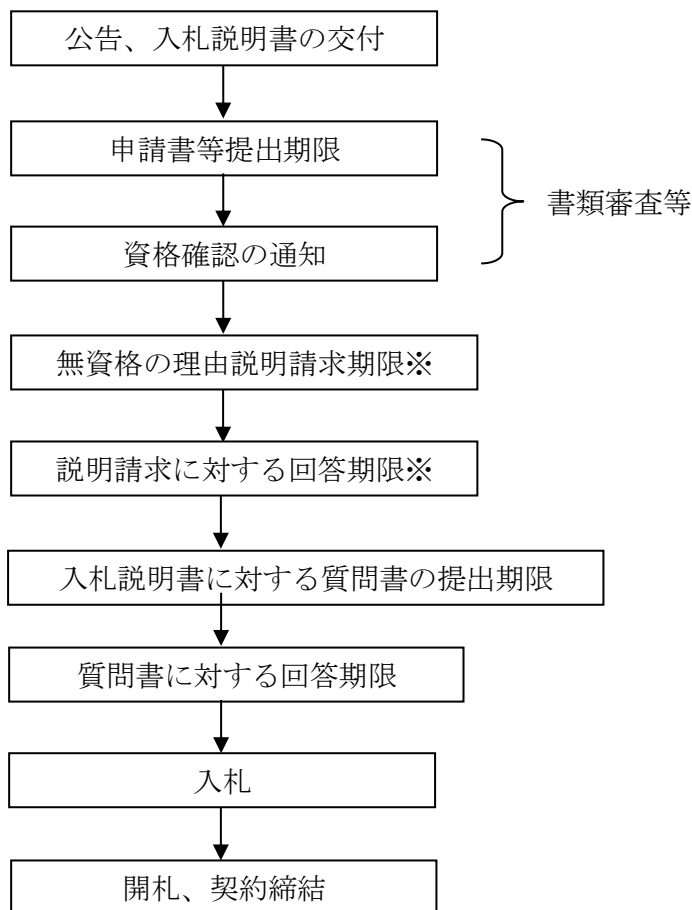 公告、入札説明書の交付
申請書等提出期限
書類審査等
資格確認の通知
無資格の理由説明請求期限※
説明請求に対する回答期限※
入札説明書に対する質問書の提出期限
質問書に対する回答期限
入札
開札、契約締結